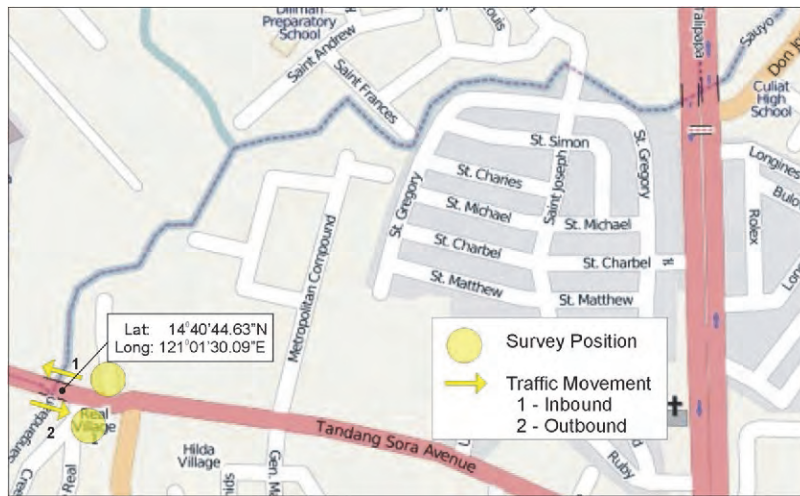 Diliman
Preparatory
School
Saint Andrew
Saint Frances
Louis
Talipapa
Sauyo
Culiat
High
School
St. Simon
St. Gregory
Saint Joseph
St. Charles
St. Michael
St. Michael
St. Gregory
St. Charbel
St. Charbel
St. Matthew
St. Matthew
Longines
Rolex
Metropolitan Compound
Lat: 14°40'44.63"N
Long: 121°01'30.09"E
1
2
Real
Village
Real
Hilda
Village
Tandang Sora Avenue
Ruby
Survey Position
Traffic Movement
1 - Inbound
2 - Outbound